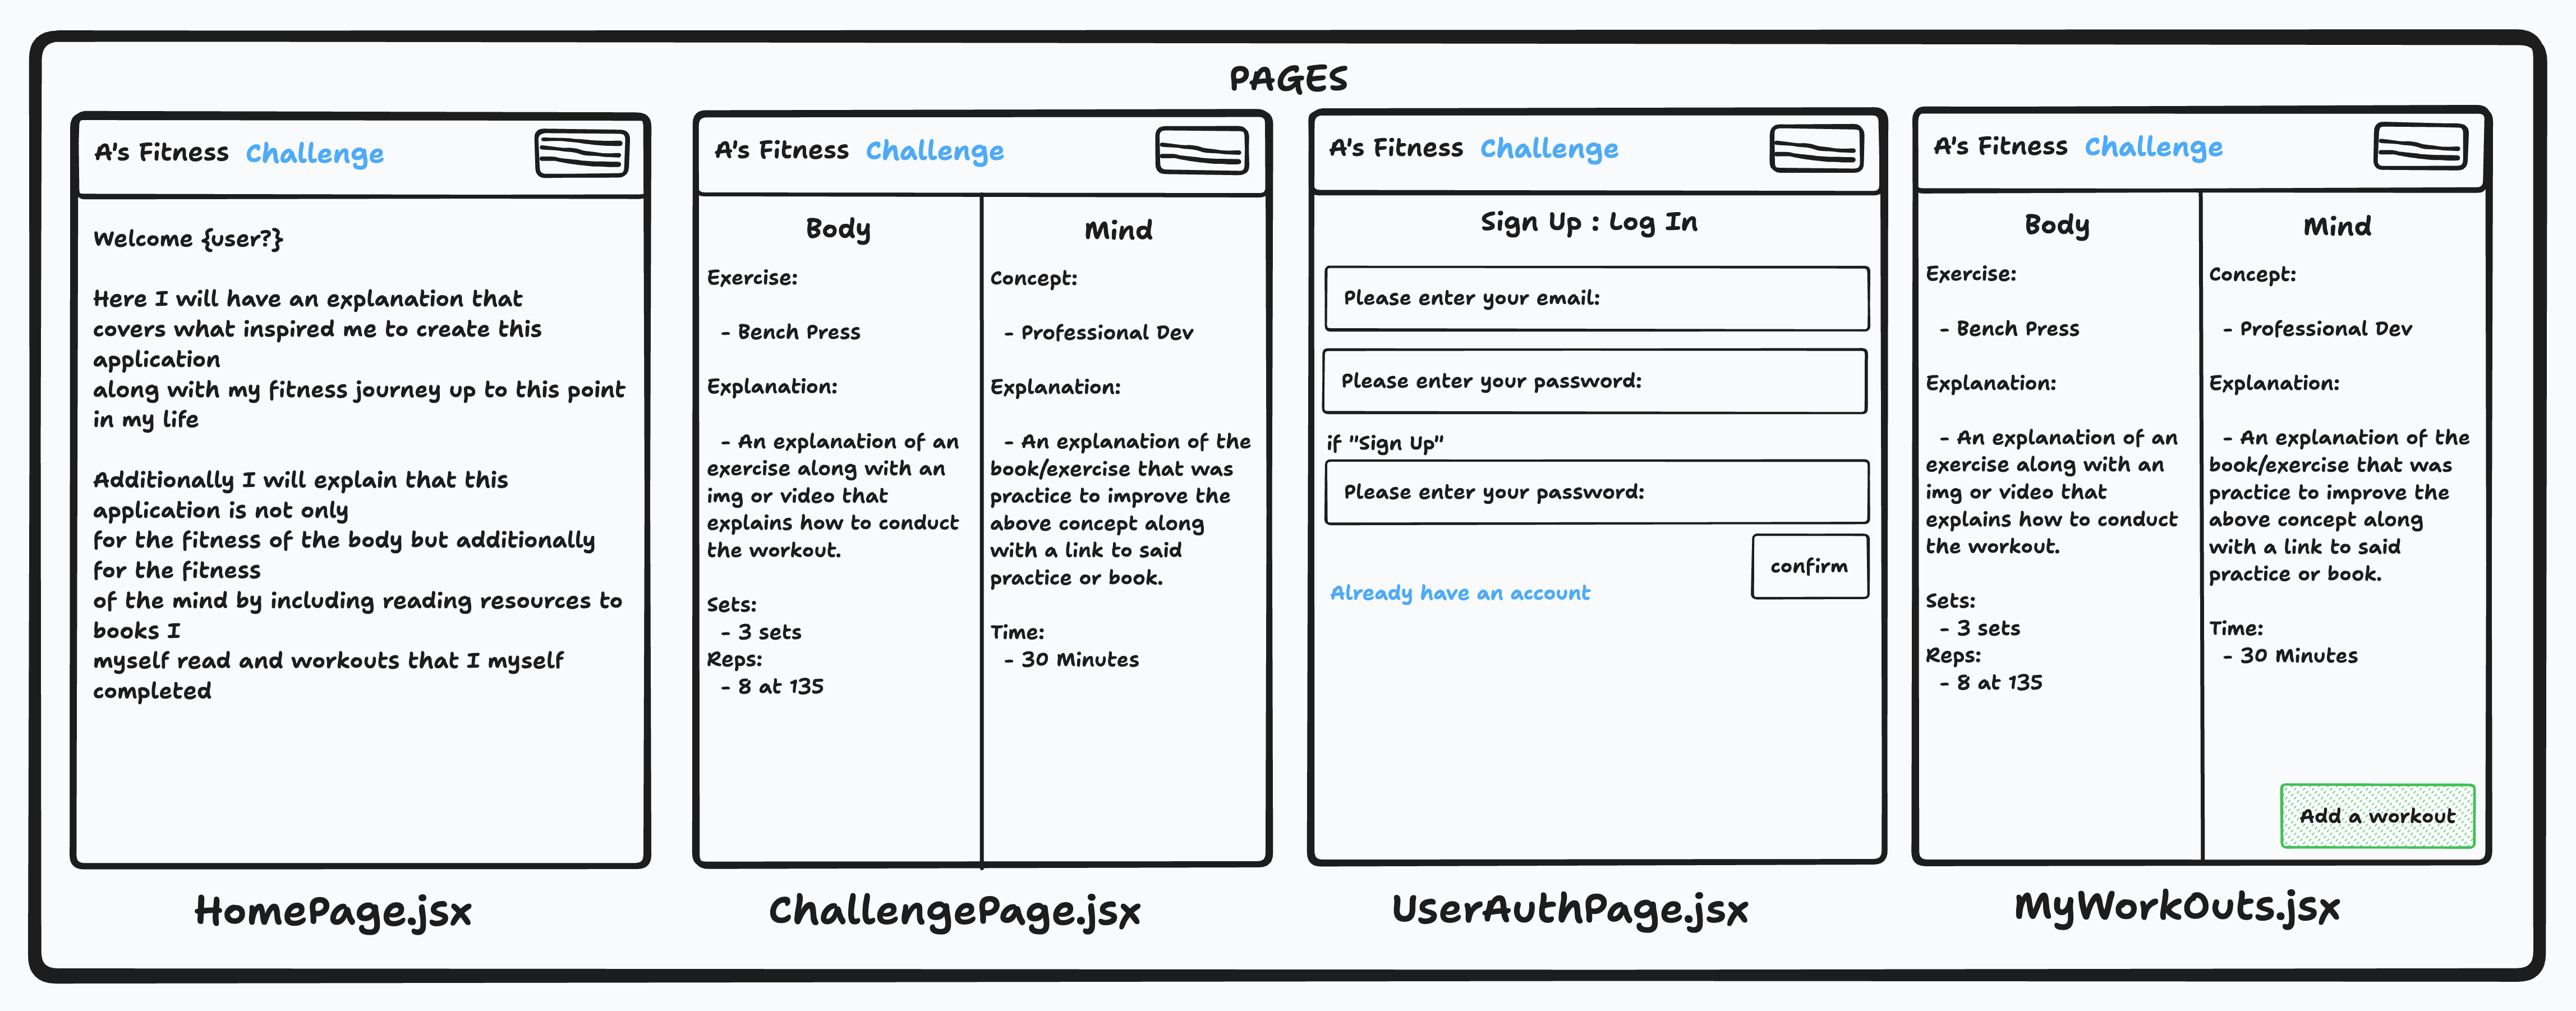 PAGES
A's Fitness Challenge
Welcome {user?}
Here I will have an explanation that
covers what inspired me to create this
application
along with my fitness journey up to this point
in my life
Additionally I will explain that this
application is not only
for the fitness of the body but additionally
for the fitness
of the mind by including reading resources to
books I
myself read and workouts that I myself
completed
HomePage.jsx
A's Fitness Challenge
Body
Exercise:
- Bench Press
Explanation:
- An explanation of an
exercise along with an
img or video that
explains how to conduct
the workout.
Sets:
- 3 sets
Reps:
- 8 at 135
Mind
Concept:
- Professional Dev
Explanation:
- An explanation of the
book/exercise that was
practice to improve the
above concept along
with a link to said
practice or book.
Time:
- 30 Minutes
ChallengePage.jsx
A's Fitness Challenge
Sign Up : Log In
Please enter your email:
Please enter your password:
if "Sign Up"
Please enter your password:
confirm
Already have an account
UserAuthPage.jsx
A's Fitness Challenge
Body
Exercise:
- Bench Press
Explanation:
- An explanation of an
exercise along with an
img or video that
explains how to conduct
the workout.
Sets:
- 3 sets
Reps:
- 8 at 135
Mind
Concept:
- Professional Dev
Explanation:
- An explanation of the
book/exercise that was
practice to improve the
above concept along
with a link to said
practice or book.
Time:
- 30 Minutes
Add a workout
MyWorkOuts.jsx